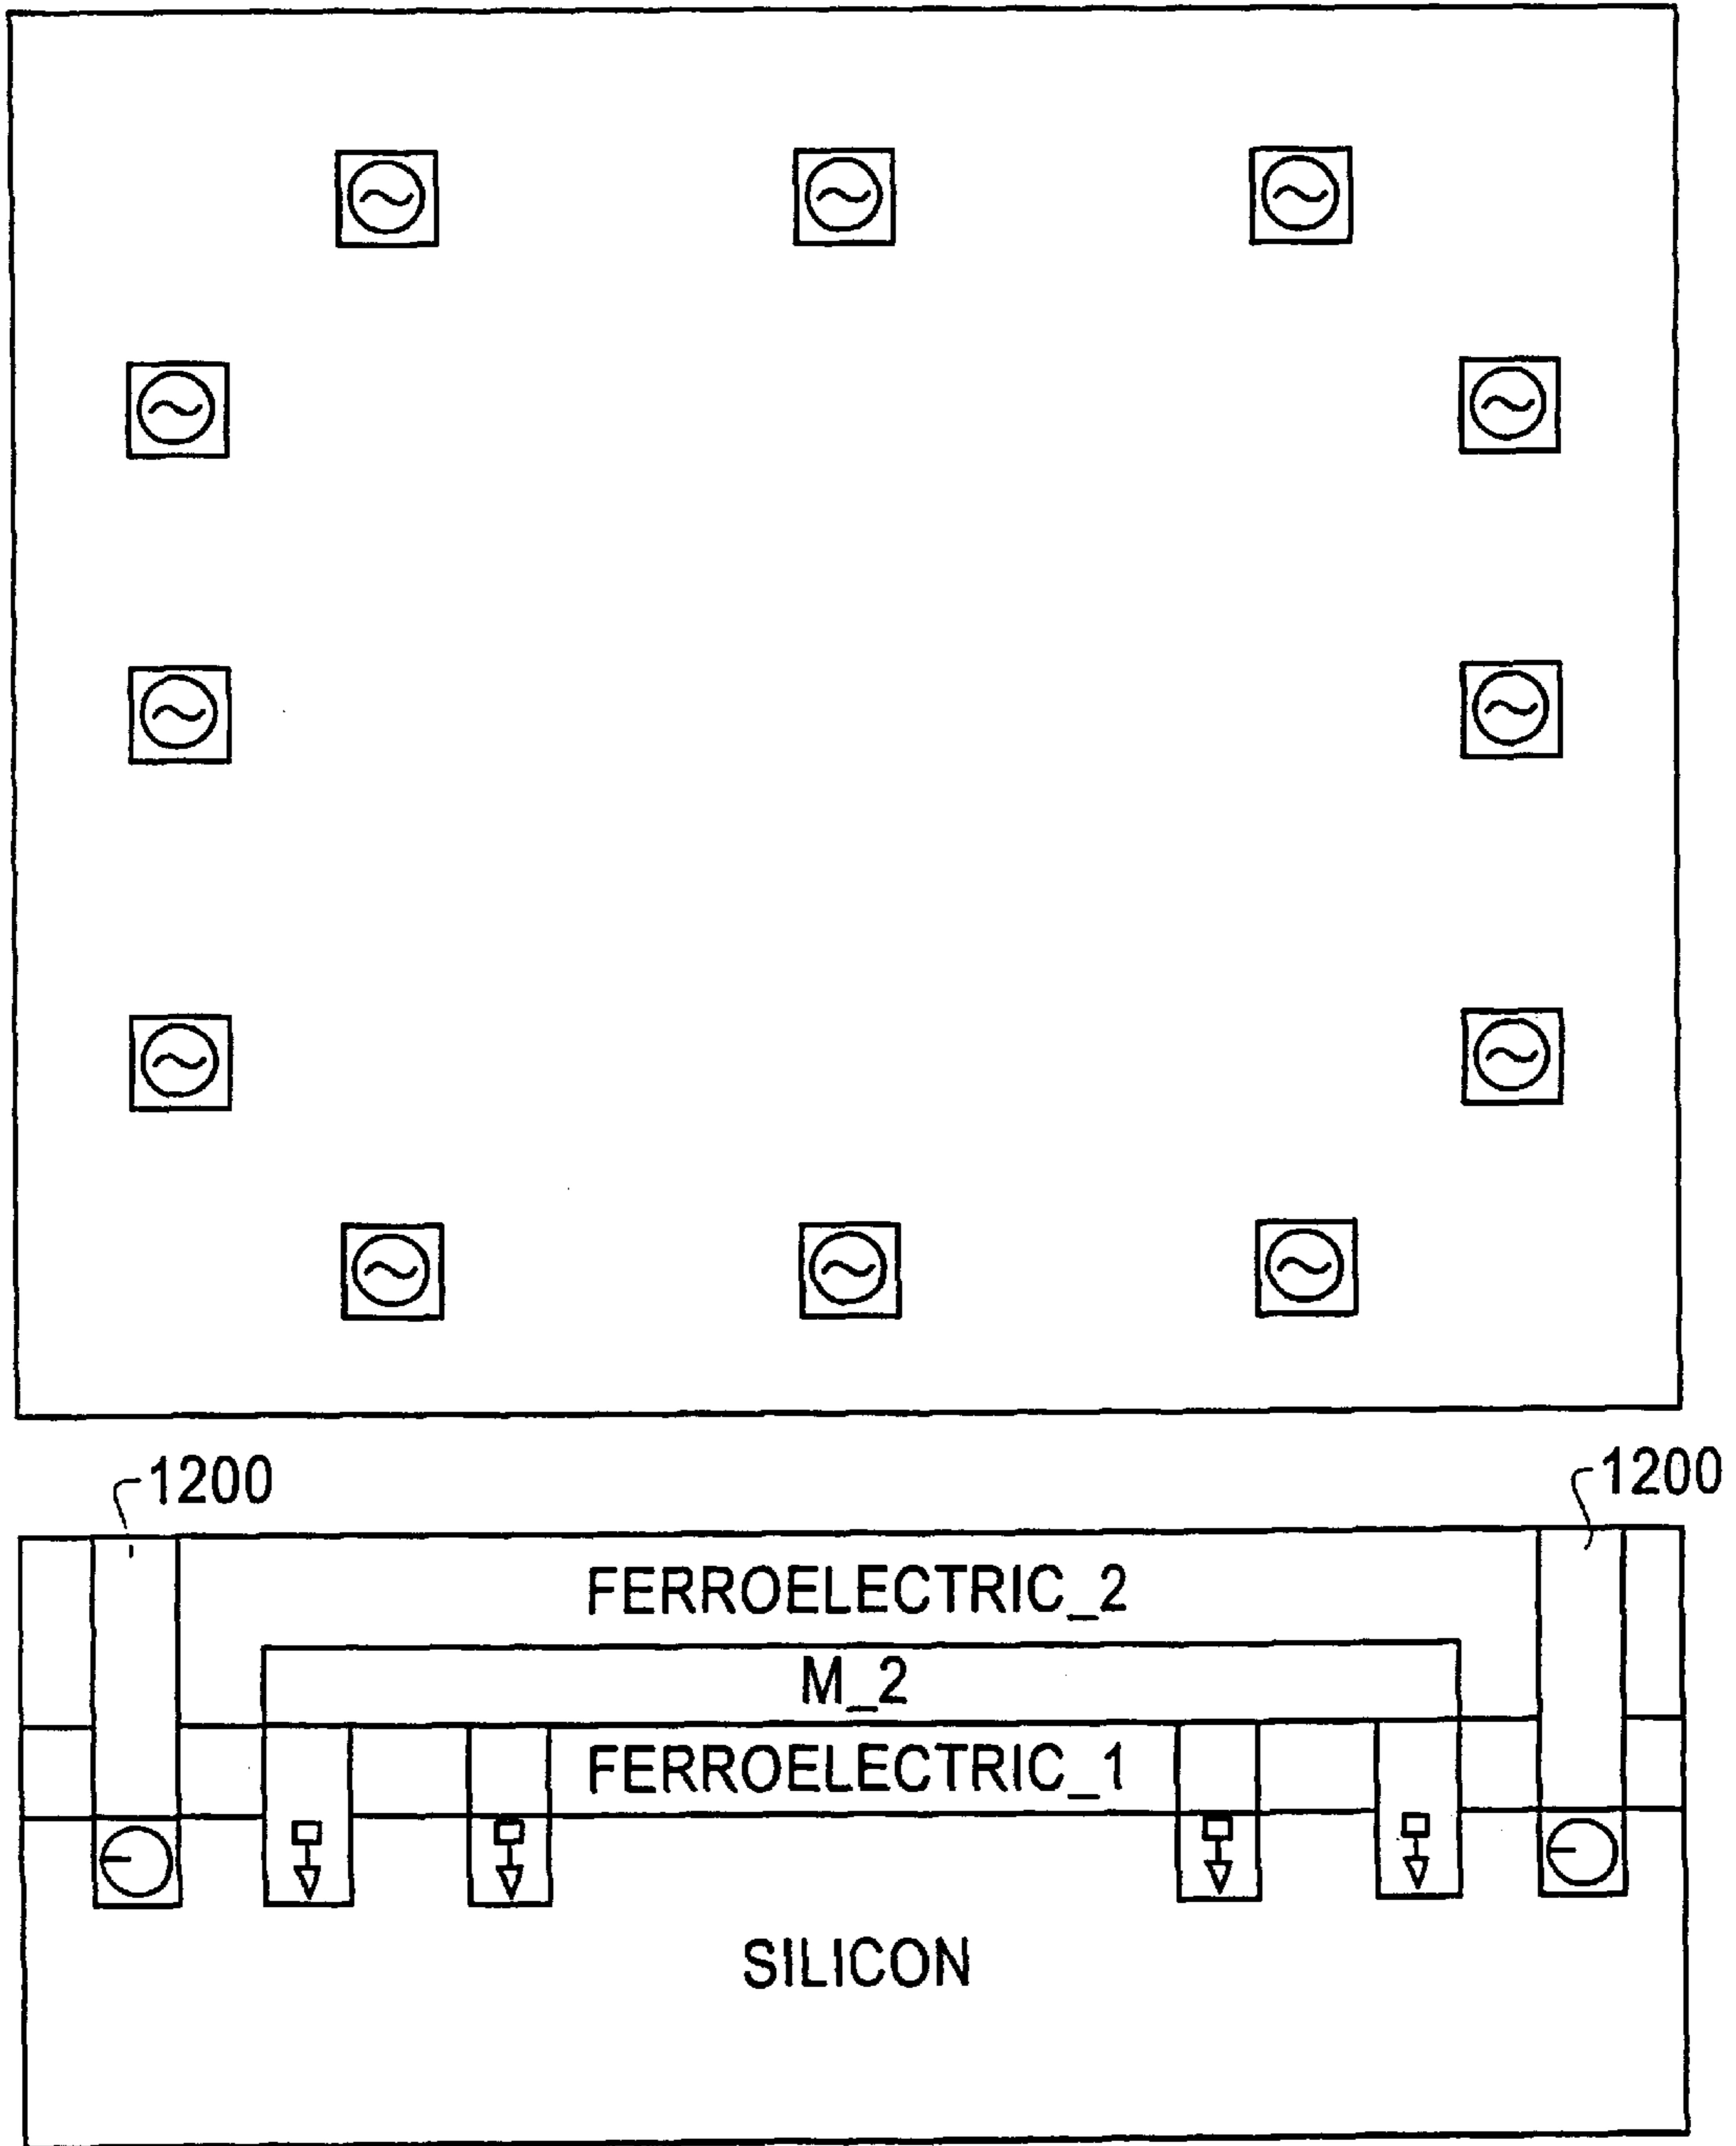 1200 1200
FERROELECTRIC_2
M_2
FERROELECTRIC_1
SILICON